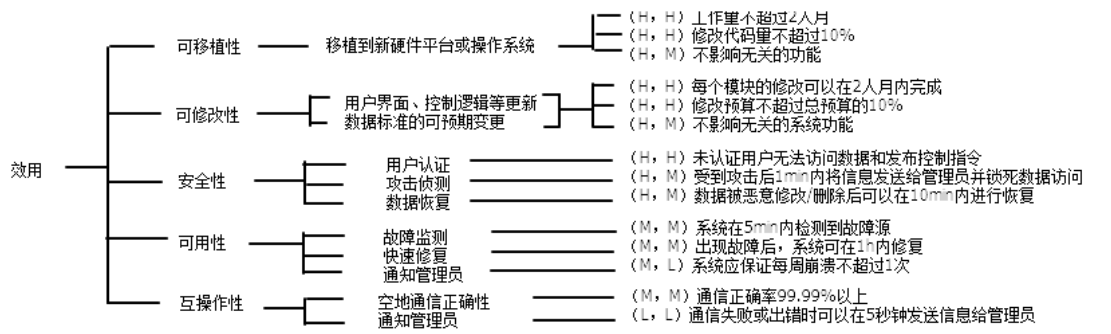 效用
可移植性
移植到新硬件平台或操作系统
(H,H)工作量不超过2人月
(H,H)修改代码量不超过10%
(H,M)不影响无关的功能
可修改性
用户界面、控制逻辑等更新
数据标准的可预期变更
(H,H)每个模块的修改可以在2人月内完成
(H,H)修改预算不超过总预算的10%
(H,M)不影响无关的系统功能
安全性
用户认证
(H,H)未认证用户无法访问数据和发布控制指令
攻击侦测
(H,M)受到攻击后1min内将信息发送给管理员并锁死数据访问
数据恢复
(H,M)数据被恶意修改/删除后可以在10min内进行恢复
可用性
故障监测
(M,M)系统在5min内检测到故障源
快速修复
(M,M)出现故障后，系统可在1h内修复
通知管理员
(M,L)系统应保证每周崩溃不超过1次
互操作性
空地通信正确性
(M,M)通信正确率99.99%以上
通知管理员
(L,L)通信失败或出错时可以在5秒钟发送信息给管理员